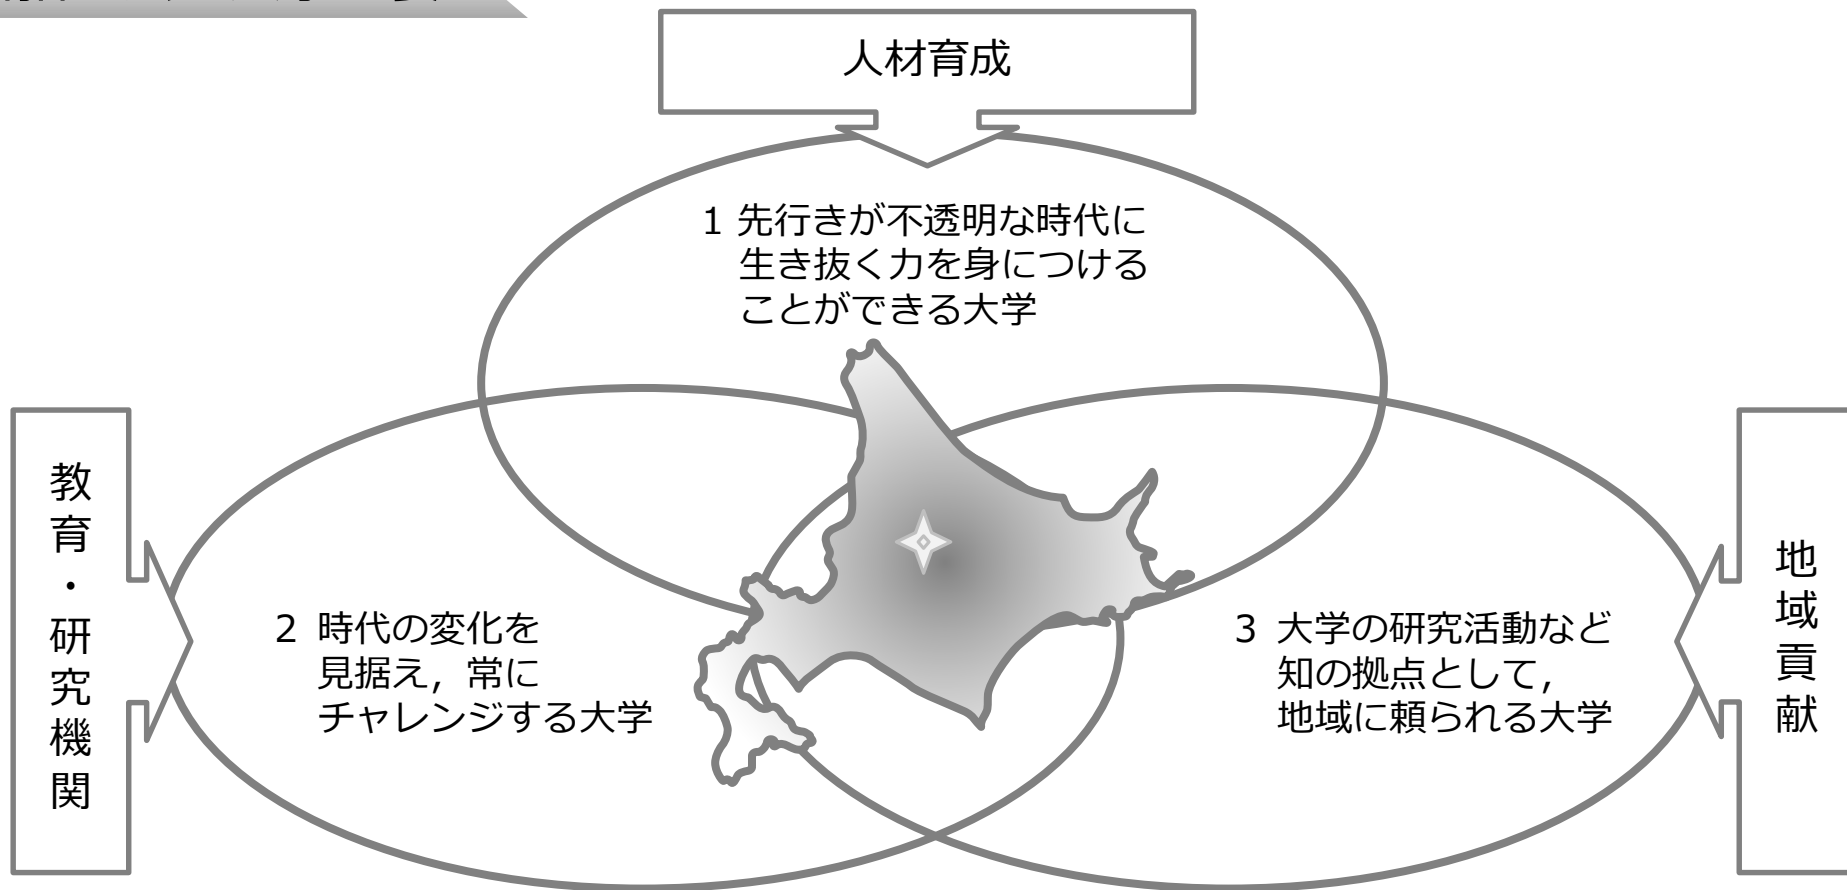 人材育成
1 先行きが不透明な時代に
生き抜く力を身につける
ことができる大学
教育・研究機関
2 時代の変化を
見据え，常に
チャレンジする大学
3 大学の研究活動など
知の拠点として，
地域に頼られる大学
地域貢献